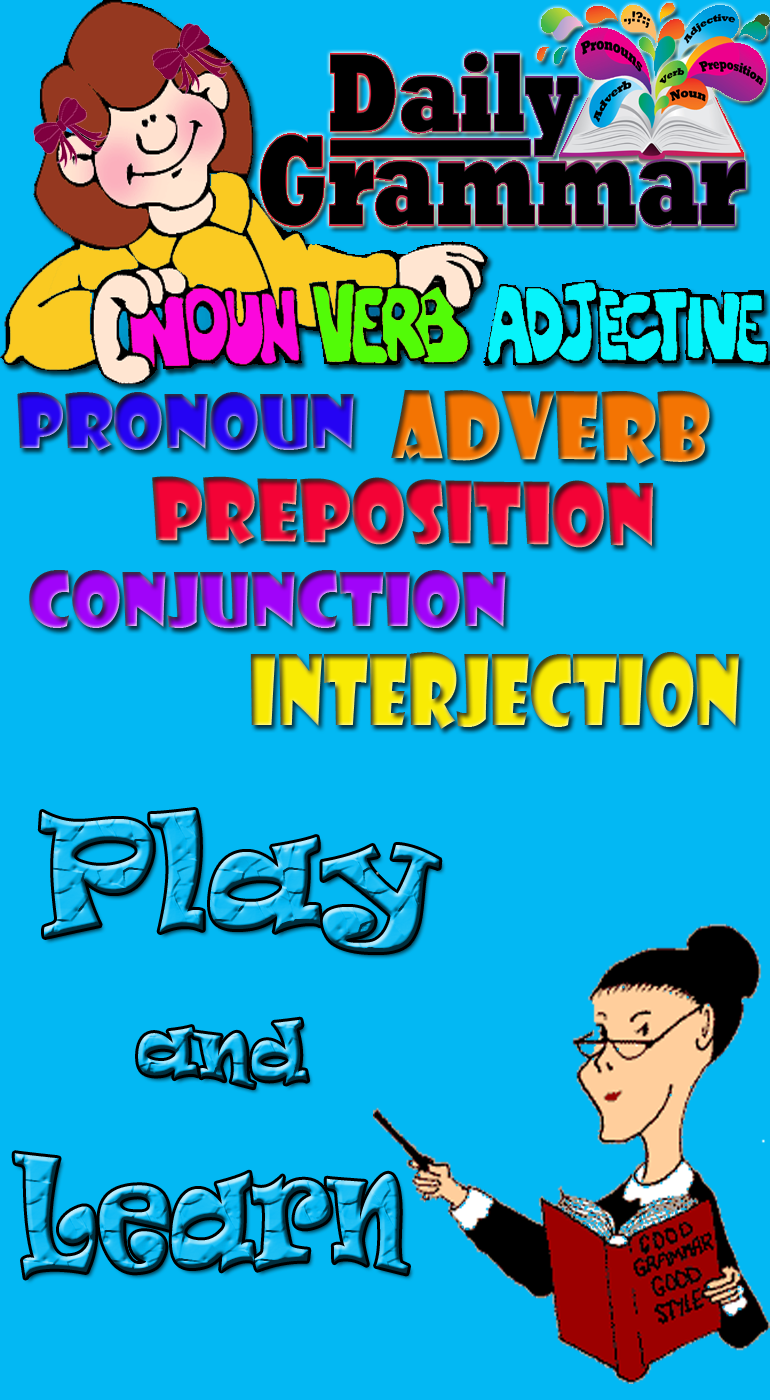 Daily
Grammar
.,!?:;
Adjective
Pronouns
Preposition
Verb
Adverb
Noun
NOUN VERB ADJECTIVE
PRONOUN ADVERB
PREPOSITION
CONJUNCTION
INTERJECTION
Play
and
Learn
GOOD
GRAMMAR
GOOD
STYLE